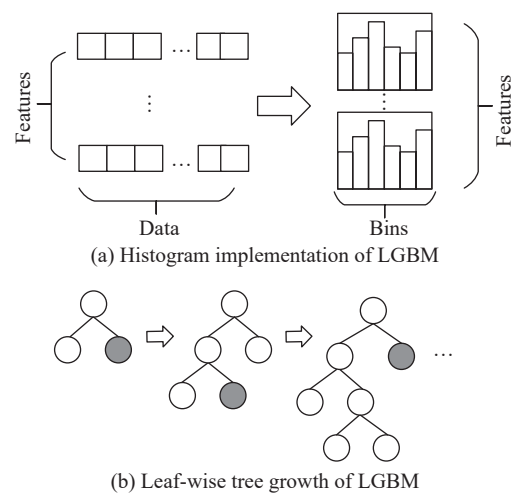 Features
Features
Data
Bins
(a) Histogram implementation of LGBM
(b) Leaf-wise tree growth of LGBM